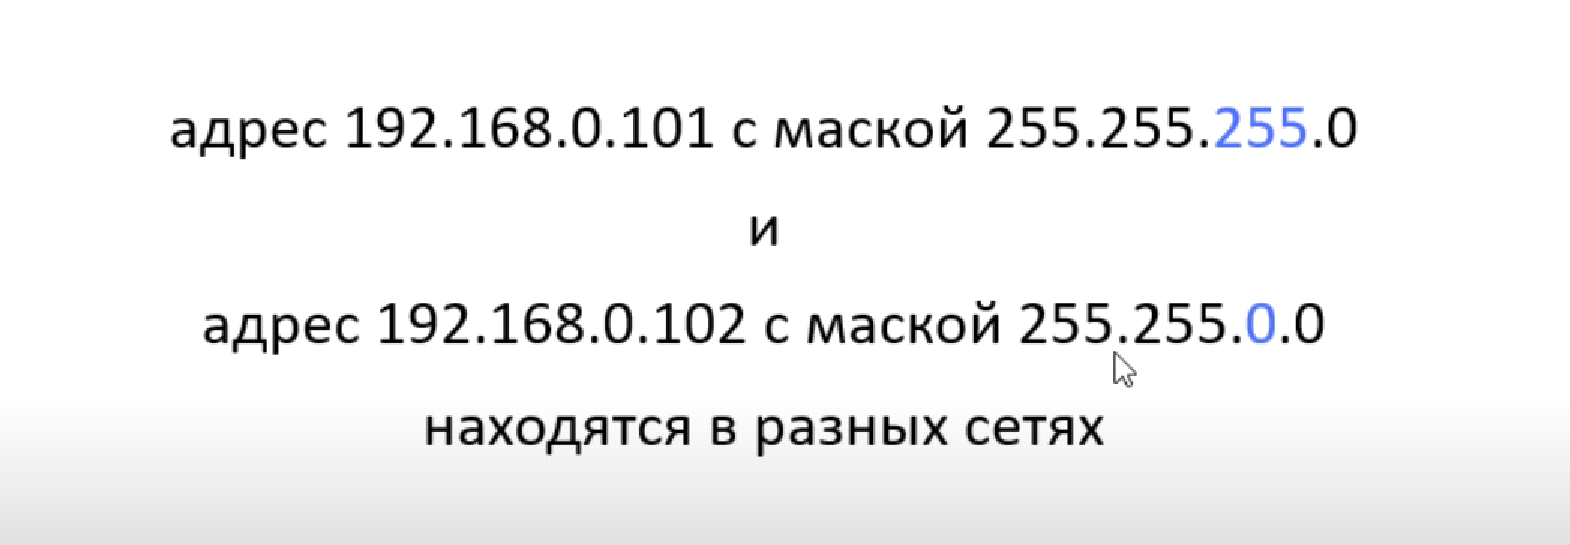 адрес 192.168.0.101 с маской 255.255.255.0
и
адрес 192.168.0.102 с маской 255.255.0.0
находятся в разных сетях